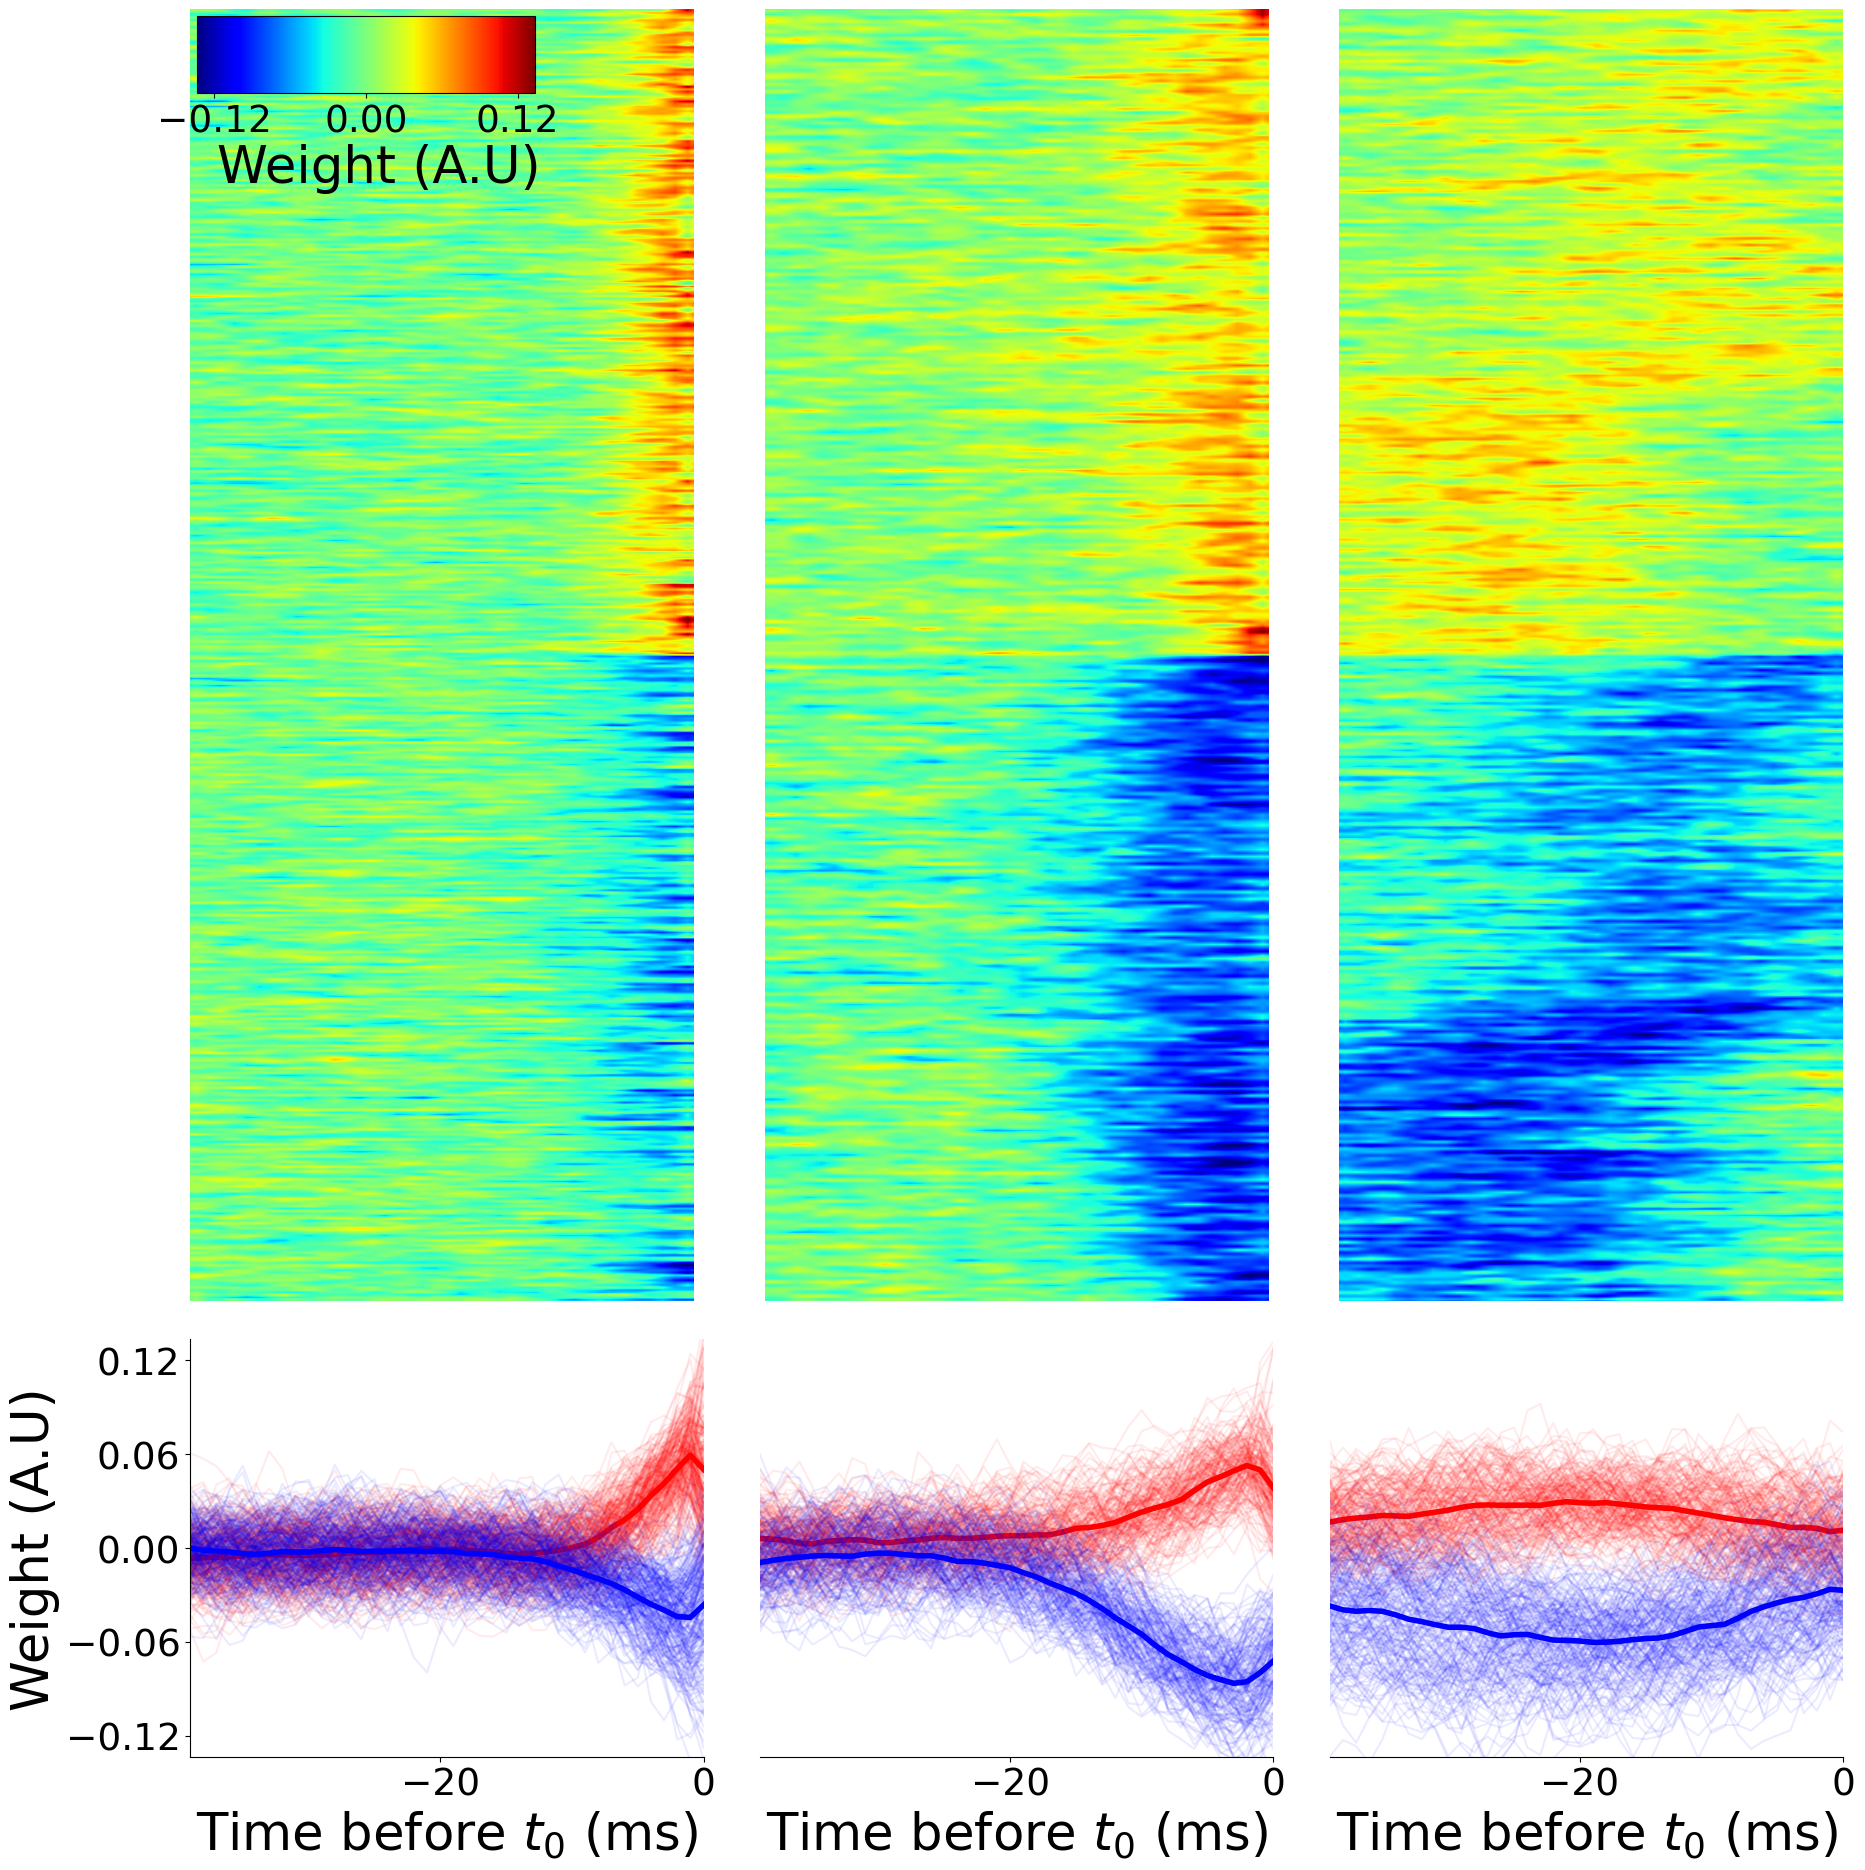 −0.12 0.00 0.12
Weight (A.U)
0.12
0.06
0.00
−0.06
−0.12
Weight (A.U)
−20 0 −20 0 −20 0
Time before t₀ (ms) Time before t₀ (ms) Time before t₀ (ms)